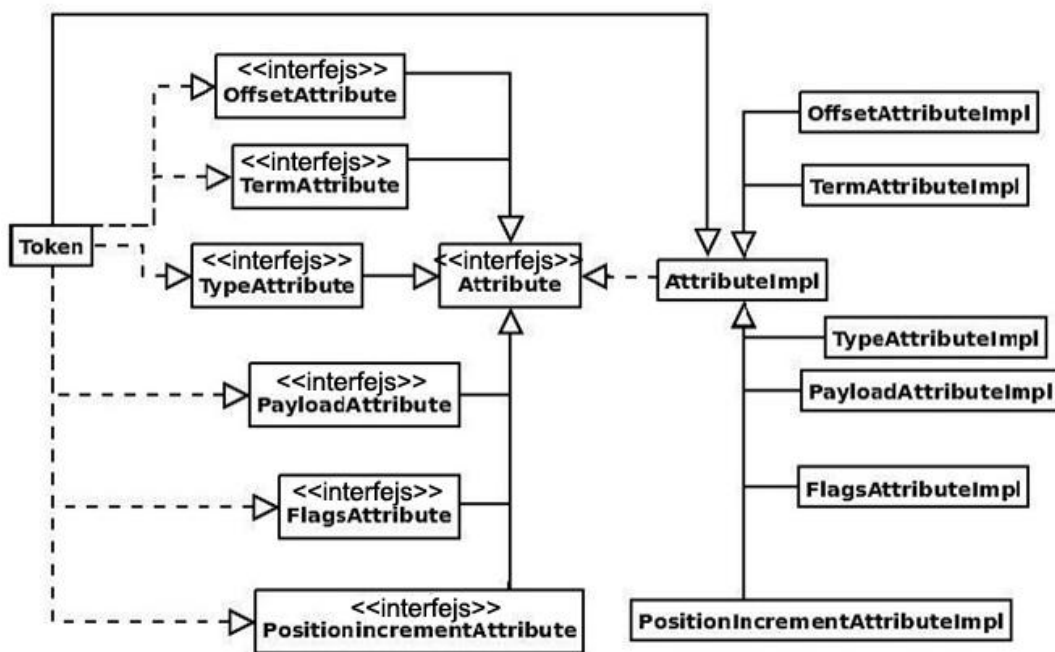 <<interfejs>>
OffsetAttribute
<<interfejs>>
TermAttribute
Token
<<interfejs>>
TypeAttribute
<<interfejs>>
Attribute
<<interfejs>>
PayloadAttribute
<<interfejs>>
FlagsAttribute
<<interfejs>>
PositionincrementAttribute
OffsetAttributeImpl
TermAttributeImpl
AttributeImpl
TypeAttributeImpl
PayloadAttributeImpl
FlagsAttributeImpl
PositionIncrementAttributeImpl